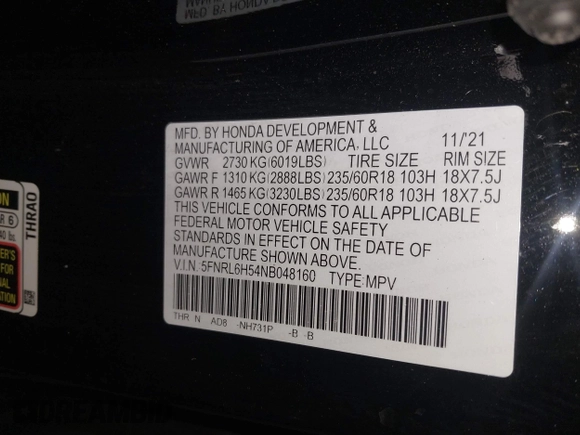 MFD. BY HONDA DEVELOPMENT &
MANUFACTURING OF AMERICA, LLC 11/'21
GVWR 2730 KG(6019LBS) TIRE SIZE RIM SIZE
GAWR F 1310 KG(2888LBS)235/60R18 103H 18X7.5J
GAWR R 1465 KG(3230LBS)235/60R18 103H 18X7.5J
THIS VEHICLE CONFORMS TO ALL APPLICABLE
FEDERAL MOTOR VEHICLE SAFETY
STANDARDS IN EFFECT ON THE DATE OF
MANUFACTURE SHOWN ABOVE.
V.I.N. 5FNRL6H54NB048160 TYPE:MPV
THR N AD8 -NH731P -B -B
THRA0